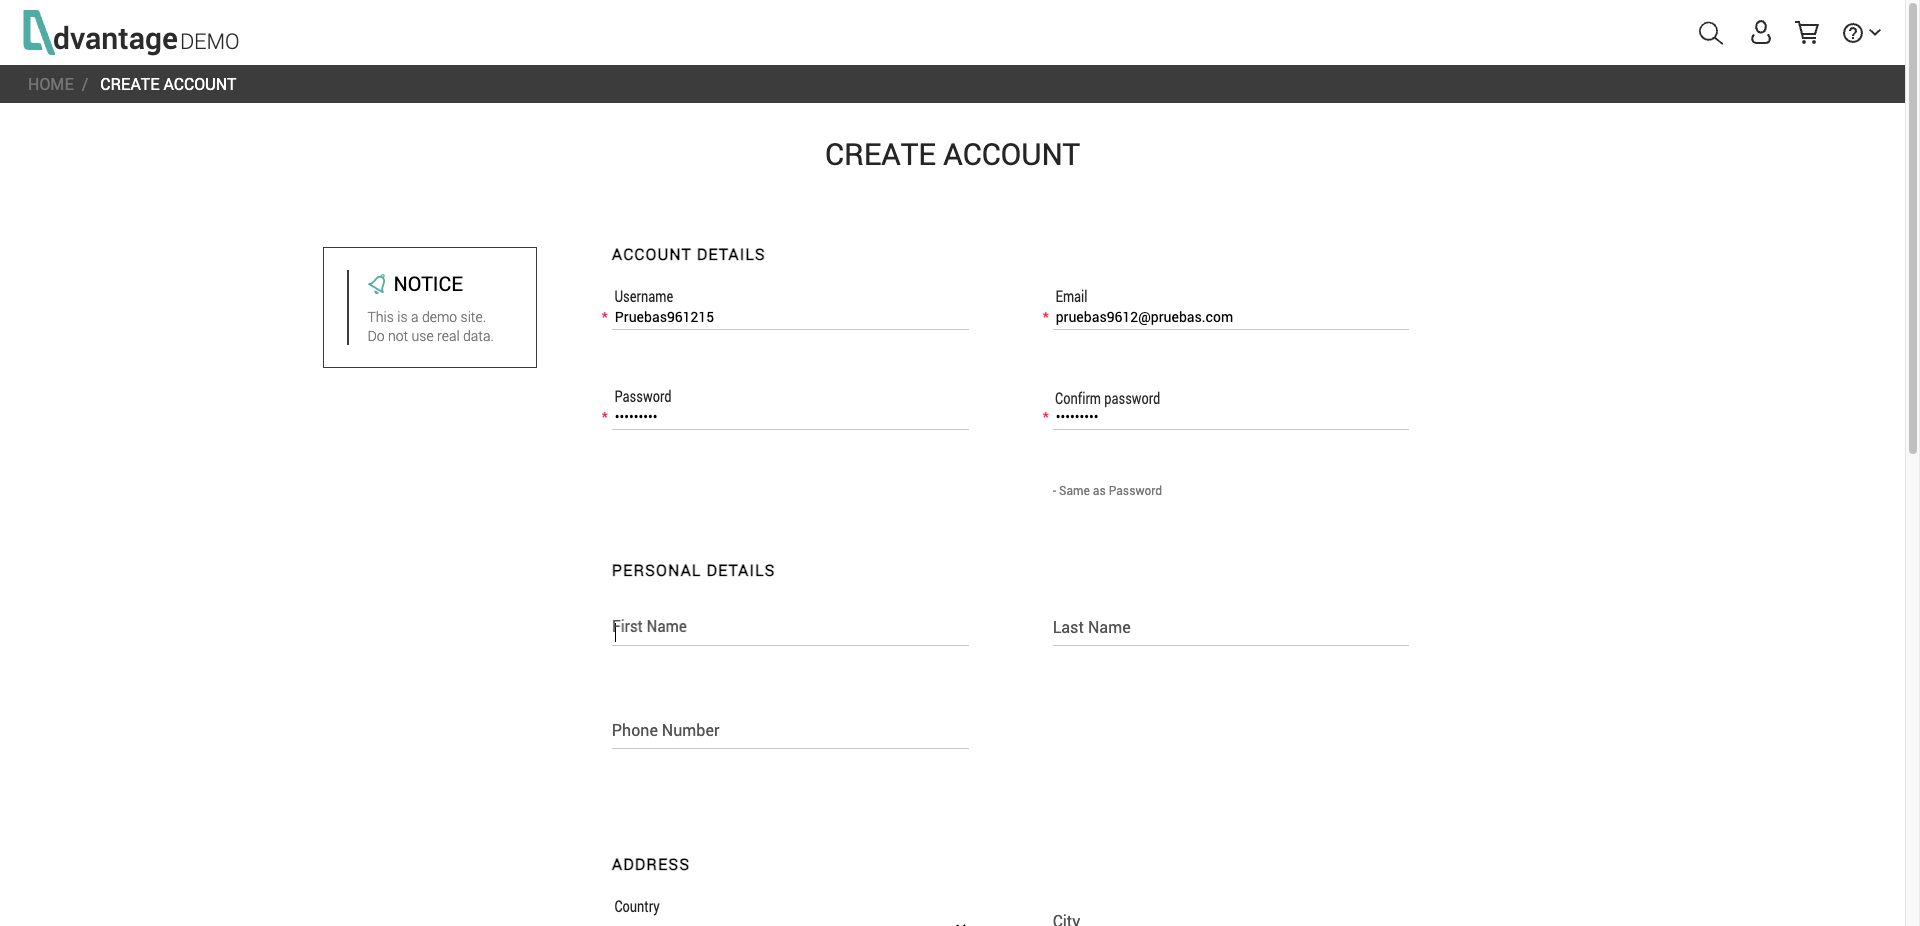 dvantage DEMO
HOME / CREATE ACCOUNT
CREATE ACCOUNT
NOTICE
This is a demo site.
Do not use real data.
ACCOUNT DETAILS
Username
* Pruebas961215
Email
* pruebas9612@pruebas.com
Password
* •••••••••
Confirm password
* •••••••••
- Same as Password
PERSONAL DETAILS
First Name
Last Name
Phone Number
ADDRESS
Country
City